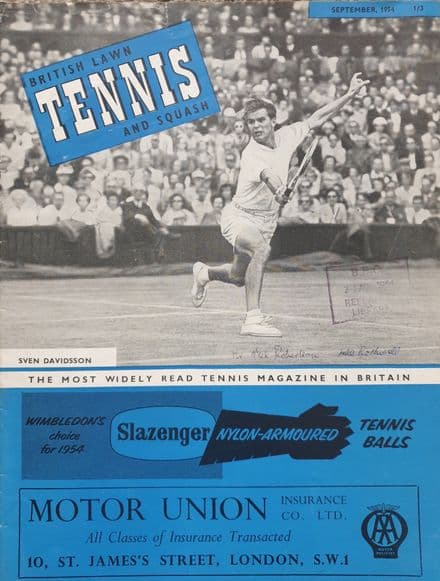 SEPTEMBER, 1954 1/3
BRITISH LAWN
TENNIS
AND SQUASH
SVEN DAVIDSSON
THE MOST WIDELY READ TENNIS MAGAZINE IN BRITAIN
WIMBLEDON'S
choice
for 1954
Slazenger
NYLON-ARMOURED
TENNIS
BALLS
MOTOR UNION INSURANCE
CO. LTD.
All Classes of Insurance Transacted
10, ST. JAMES'S STREET, LONDON, S.W.1
AA
MOTOR
POLICIES